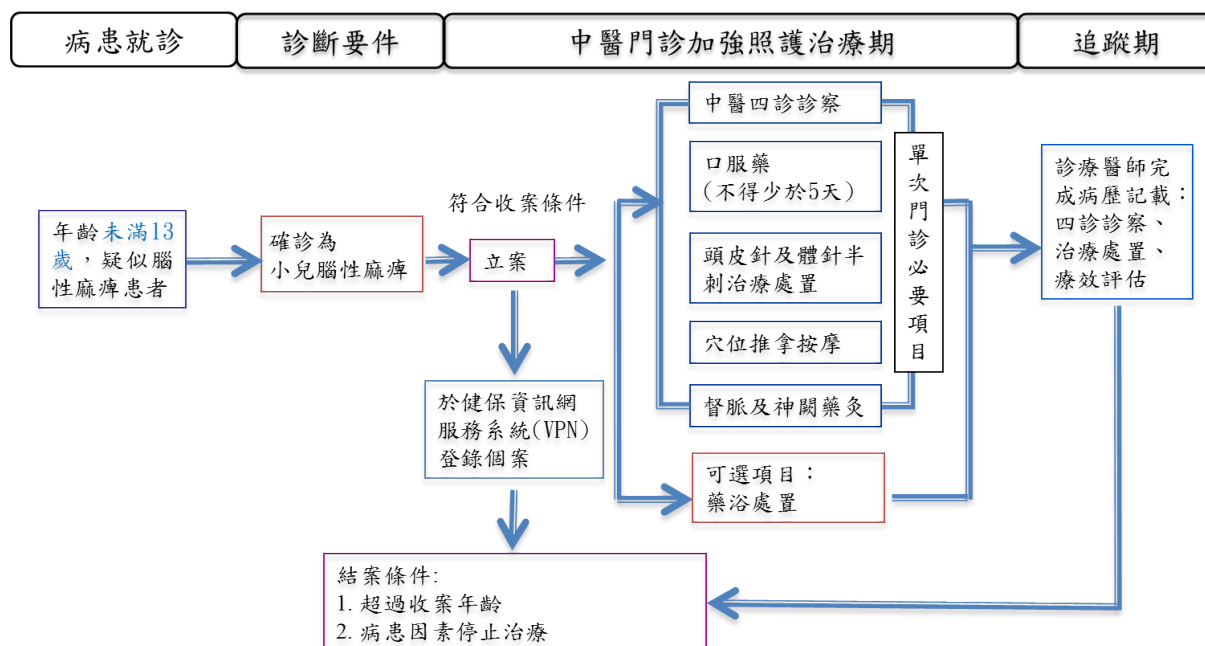 病患就診
診斷要件
中醫門診加強照護治療期
追蹤期
年齡未滿13
歲，疑似腦
性麻痺患者
確診為
小兒腦性麻痺
符合收案條件
立案
於健保資訊網
服務系統(VPN)
登錄個案
中醫四診診察
口服藥
(不得少於5天)
頭皮針及體針半
刺治療處置
穴位推拿按摩
督脈及神闕藥灸
單次門診必要項目
可選項目：
藥浴處置
診療醫師完
成病歷記載：
四診診察、
治療處置、
療效評估
結案條件:
1. 超過收案年齡
2. 病患因素停止治療